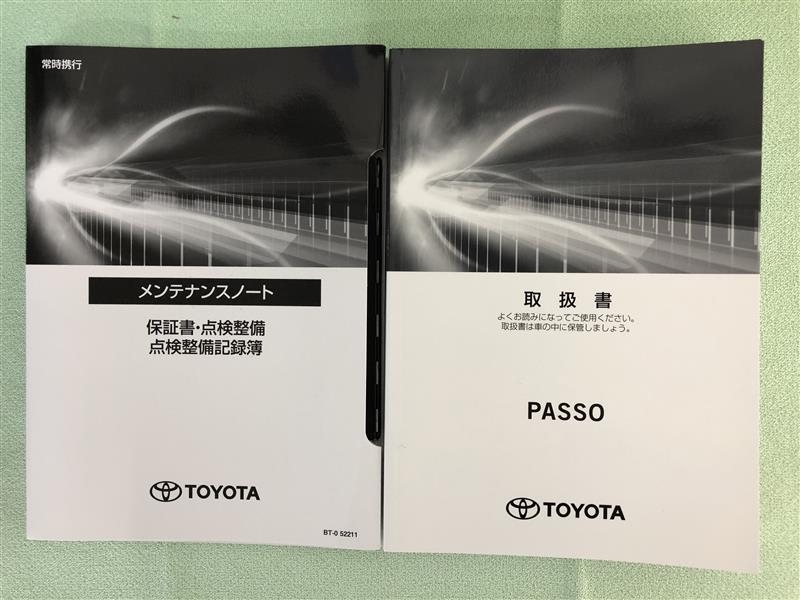 常時携行
メンテナンスノート
保証書・点検整備
点検整備記録簿
TOYOTA
BT-0 52211
取扱書
よくお読みになってご使用ください。
取扱書は車の中に保管しましょう。
PASSO
TOYOTA